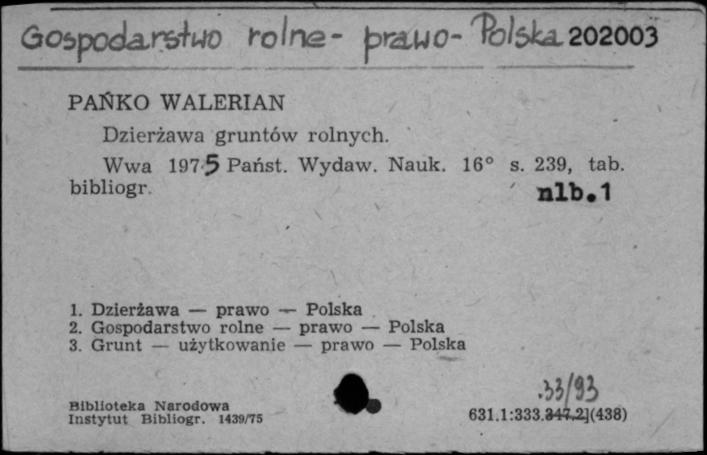 Gospodarstwo rolne - prawo - Polska 202003
PAŃKO WALERIAN
Dzierżawa gruntów rolnych.
Wwa 1975 Państ. Wydaw. Nauk. 16° s. 239, tab.
bibliogr. nlb.1
1. Dzierżawa — prawo — Polska
2. Gospodarstwo rolne — prawo — Polska
3. Grunt — użytkowanie — prawo — Polska
.33/93
Biblioteka Narodowa
Instytut Bibliogr. 1439/75
631.1:333.347.2](438)